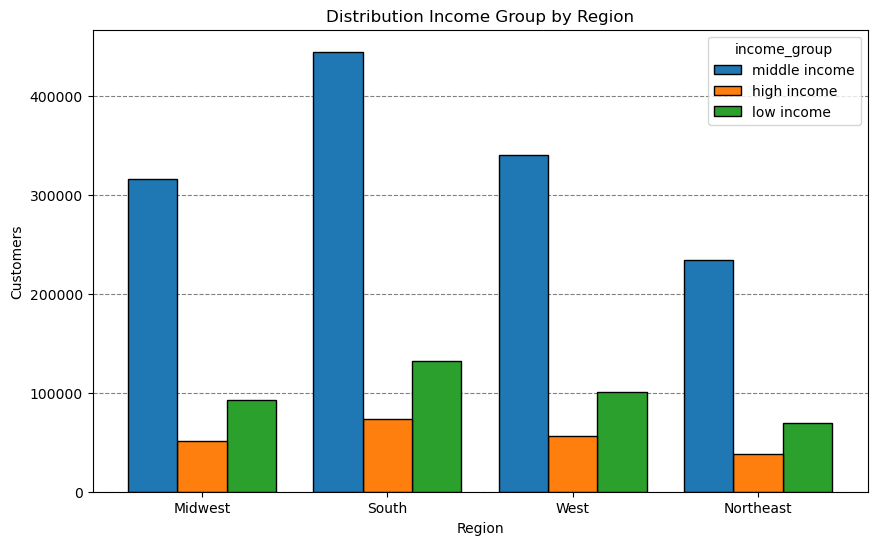 Distribution Income Group by Region
income_group
middle income
high income
low income
400000
300000
200000
100000
0
Customers
Midwest
South
West
Northeast
Region